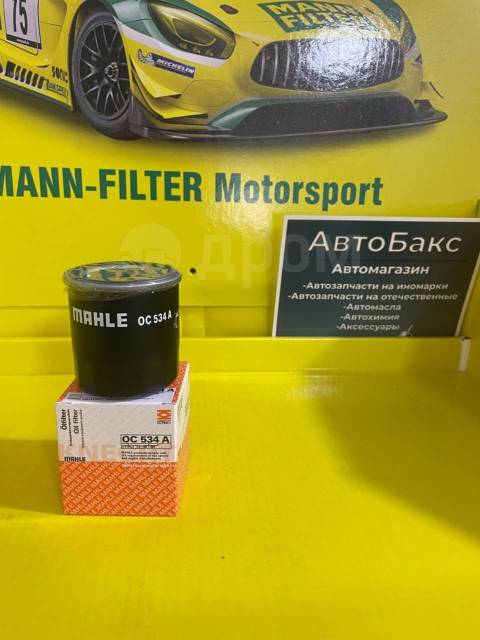 75
MANN-
FILTER
MICHELIN
MANN-FILTER Motorsport
дром
АвтоБакс
Автомагазин
-Автозапчасти на иномарки
-Автозапчасти на отечественные
-Автомасла
-Автохимия
-Аксессуары
MAHLE OC 534 A
Ölfilter
Oil filter
OC 534 A
MAHLE